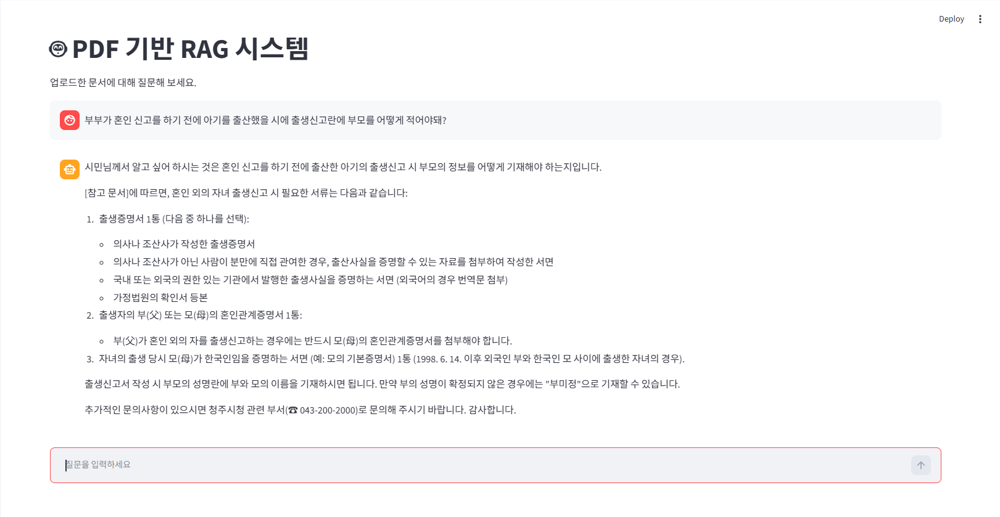 Deploy
PDF 기반 RAG 시스템
업로드한 문서에 대해 질문해 보세요.
부부가 혼인 신고를 하기 전에 아기를 출산했을 시에 출생신고란에 부모를 어떻게 적어야돼?
시민님께서 알고 싶어 하시는 것은 혼인 신고를 하기 전에 출산한 아기의 출생신고 시 부모의 정보를 어떻게 기재해야 하는지입니다.
[참고 문서]에 따르면, 혼인 외의 자녀 출생신고 시 필요한 서류는 다음과 같습니다:
1. 출생증명서 1통 (다음 중 하나를 선택):
◦ 의사나 조산사가 작성한 출생증명서
◦ 의사나 조산사가 아닌 사람이 분만에 직접 관여한 경우, 출산사실을 증명할 수 있는 자료를 첨부하여 작성한 서면
◦ 국내 또는 외국의 권한 있는 기관에서 발행한 출생사실을 증명하는 서면 (외국어의 경우 번역문 첨부)
◦ 가정법원의 확인서 등본
2. 출생자의 부(父) 또는 모(母)의 혼인관계증명서 1통:
◦ 부(父)가 혼인 외의 자를 출생신고하는 경우에는 반드시 모(母)의 혼인관계증명서를 첨부해야 합니다.
3. 자녀의 출생 당시 모(母)가 한국인임을 증명하는 서면 (예: 모의 기본증명서) 1통 (1998. 6. 14. 이후 외국인 부와 한국인 모 사이에 출생한 자녀의 경우).
출생신고서 작성 시 부모의 성명란에 부와 모의 이름을 기재하시면 됩니다. 만약 부의 성명이 확정되지 않은 경우에는 "부미정"으로 기재할 수 있습니다.
추가적인 문의사항이 있으시면 청주시청 관련 부서(☎ 043-200-2000)로 문의해 주시기 바랍니다. 감사합니다.
질문을 입력하세요